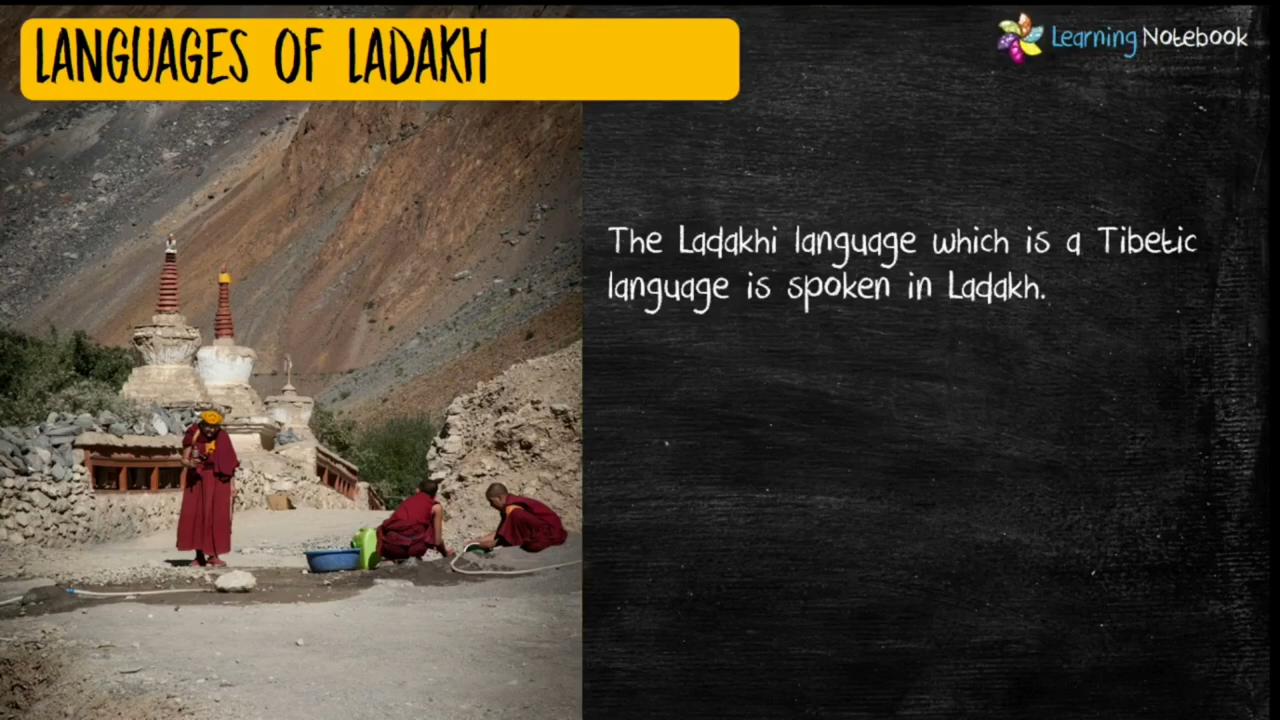 LANGUAGES OF LADAKH
Learning Notebook
The Ladakhi language which is a Tibetic
language is spoken in Ladakh.